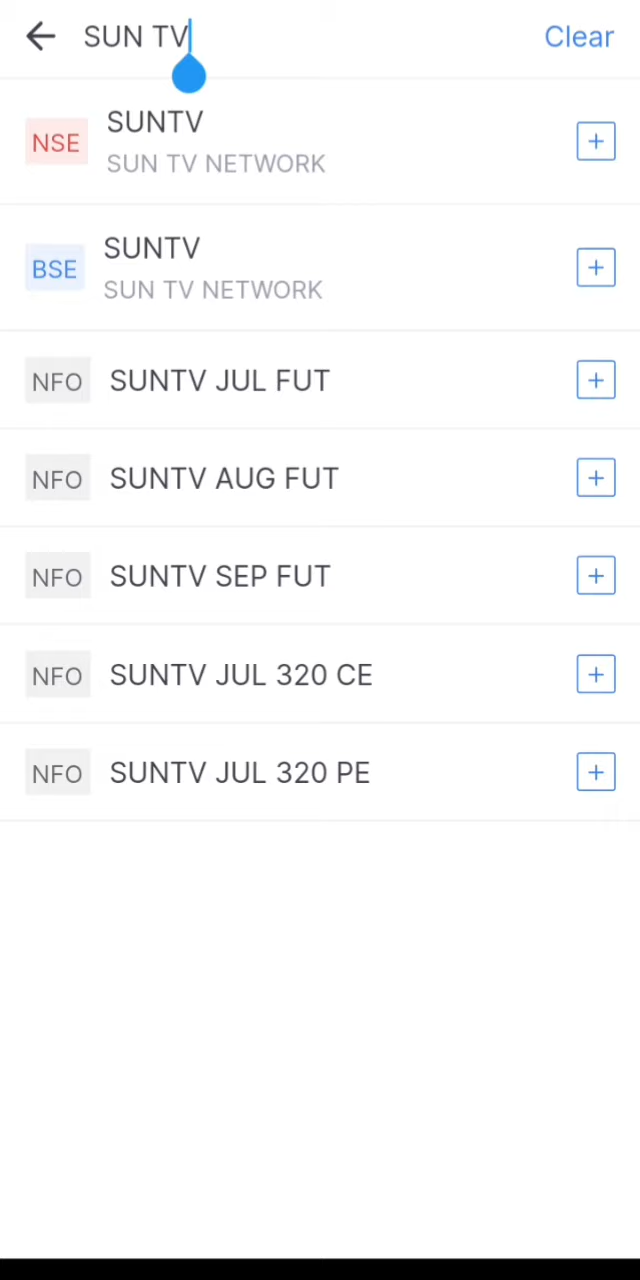 SUN TV Clear
NSE SUNTV
SUN TV NETWORK
BSE SUNTV
SUN TV NETWORK
NFO SUNTV JUL FUT
NFO SUNTV AUG FUT
NFO SUNTV SEP FUT
NFO SUNTV JUL 320 CE
NFO SUNTV JUL 320 PE